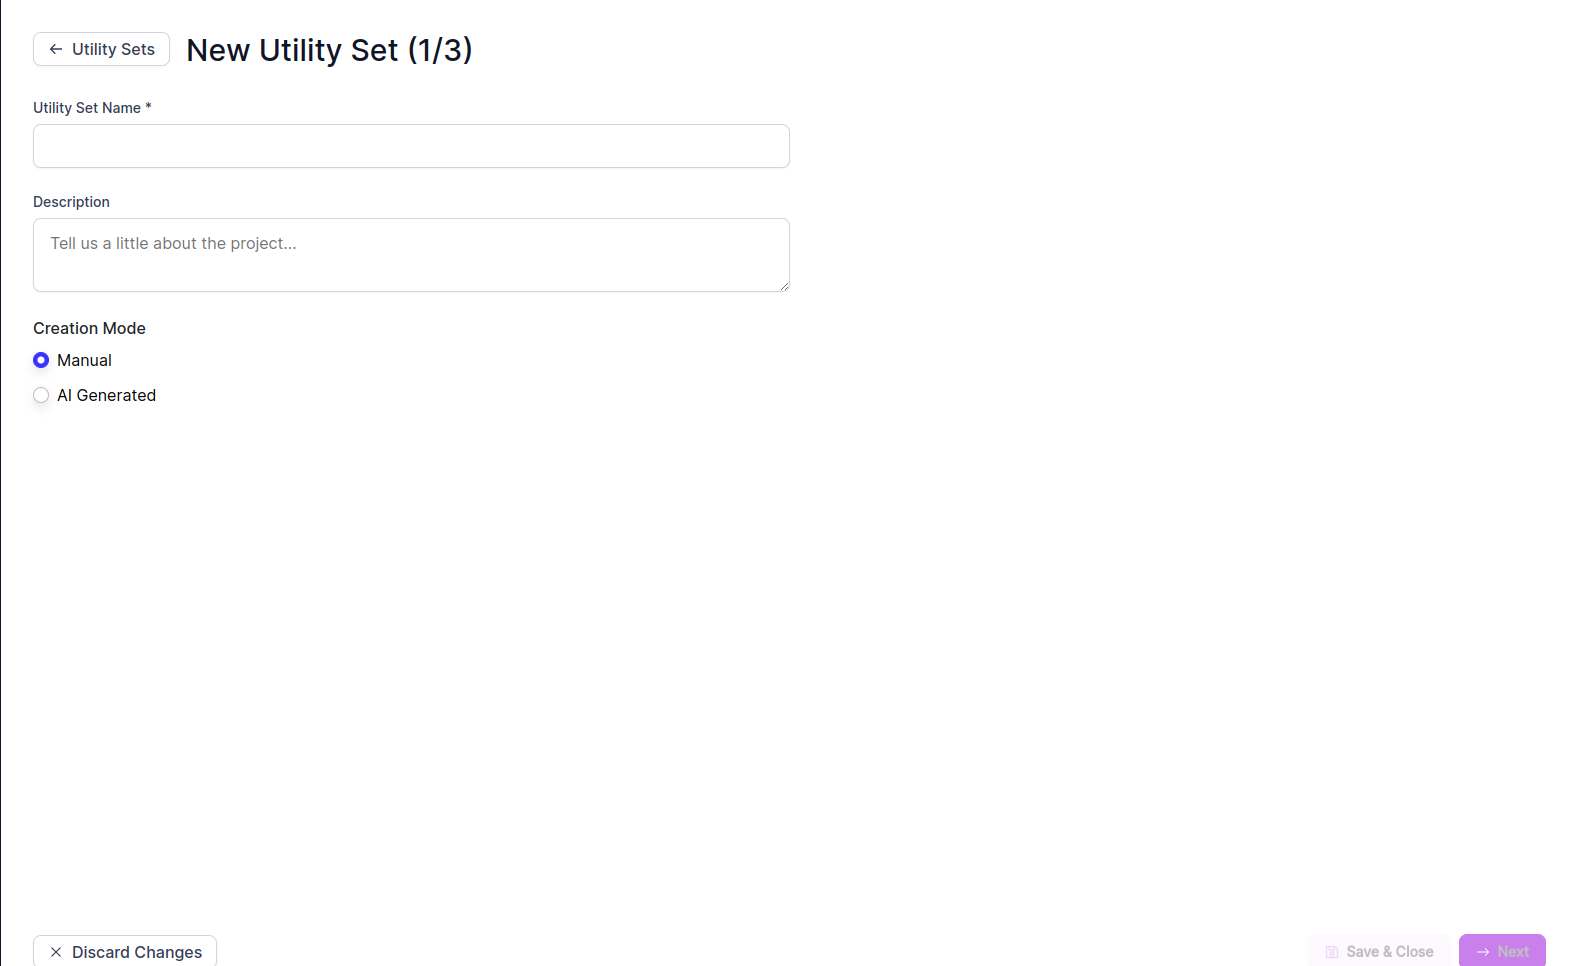 Utility Sets
New Utility Set (1/3)
Utility Set Name *
Description
Tell us a little about the project...
Creation Mode
Manual
AI Generated
Discard Changes
Save & Close
Next